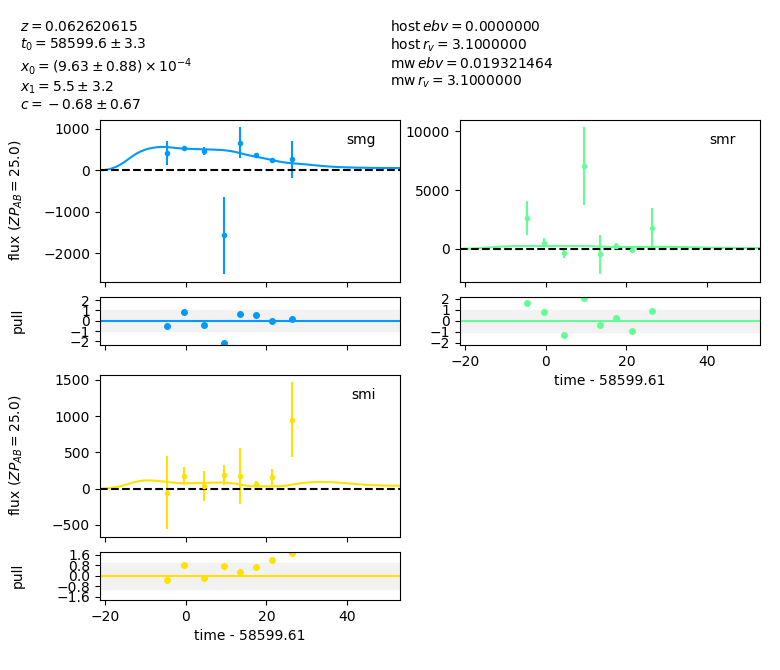 z = 0.062620615
t₀ = 58599.6 ± 3.3
x₀ = (9.63 ± 0.88) × 10⁻⁴
x₁ = 5.5 ± 3.2
c = −0.68 ± 0.67
host ebv = 0.0000000
host r_v = 3.1000000
mw ebv = 0.019321464
mw r_v = 3.1000000
smg
flux (ZP_AB = 25.0)
1000
0
−1000
−2000
pull
2
1
0
−1
−2
smr
10000
5000
0
2
1
0
−1
−2
−20 0 20 40
time - 58599.61
smi
flux (ZP_AB = 25.0)
1500
1000
500
0
−500
pull
1.6
0.8
0.0
−0.8
−1.6
−20 0 20 40
time - 58599.61